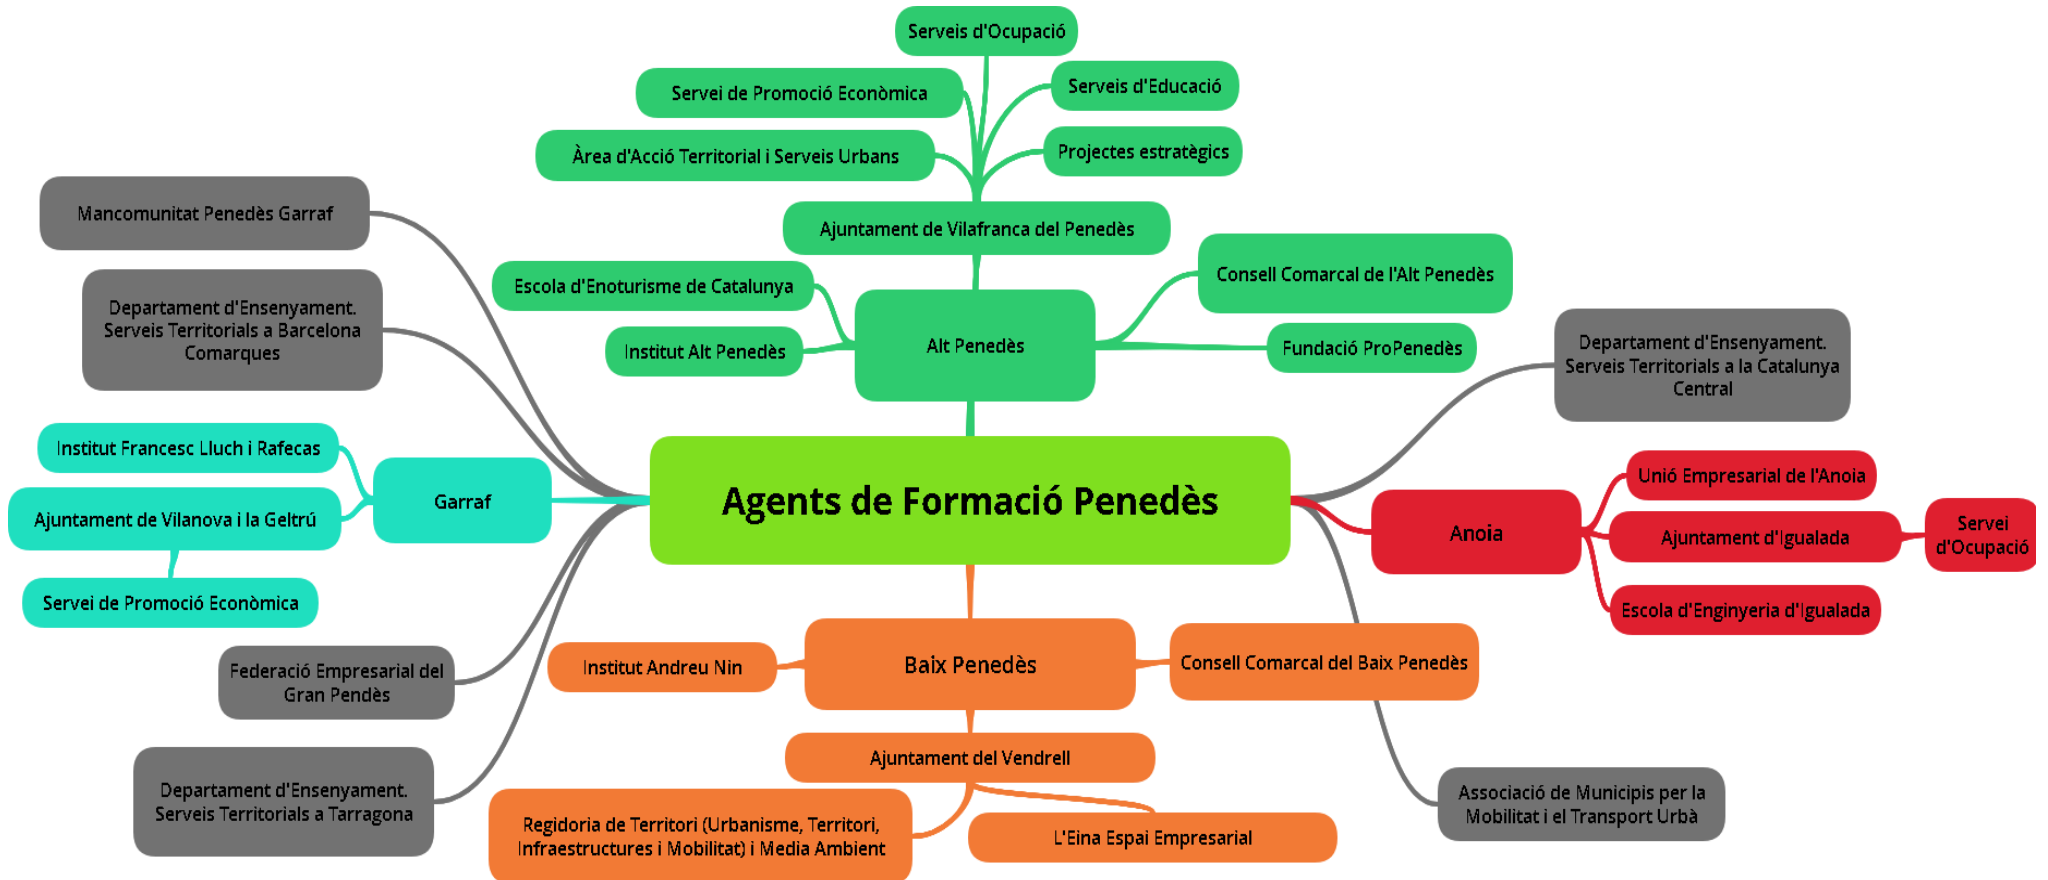 Serveis d'Ocupació
Servei de Promoció Econòmica
Serveis d'Educació
Àrea d'Acció Territorial i Serveis Urbans
Projectes estratègics
Ajuntament de Vilafranca del Penedès
Escola d'Enoturisme de Catalunya
Consell Comarcal de l'Alt Penedès
Institut Alt Penedès
Alt Penedès
Fundació ProPenedès
Mancomunitat Penedès Garraf
Departament d'Ensenyament.
Serveis Territorials a Barcelona
Comarques
Departament d'Ensenyament.
Serveis Territorials a la Catalunya
Central
Institut Francesc Lluch i Rafecas
Ajuntament de Vilanova i la Geltrú
Servei de Promoció Econòmica
Garraf
Agents de Formació Penedès
Anoia
Unió Empresarial de l'Anoia
Ajuntament d'Igualada
Servei
d'Ocupació
Escola d'Enginyeria d'Igualada
Federació Empresarial del
Gran Pendès
Institut Andreu Nin
Baix Penedès
Consell Comarcal del Baix Penedès
Ajuntament del Vendrell
Departament d'Ensenyament.
Serveis Territorials a Tarragona
Regidoria de Territori (Urbanisme, Territori,
Infraestructures i Mobilitat) i Media Ambient
L'Eina Espai Empresarial
Associació de Municipis per la
Mobilitat i el Transport Urbà